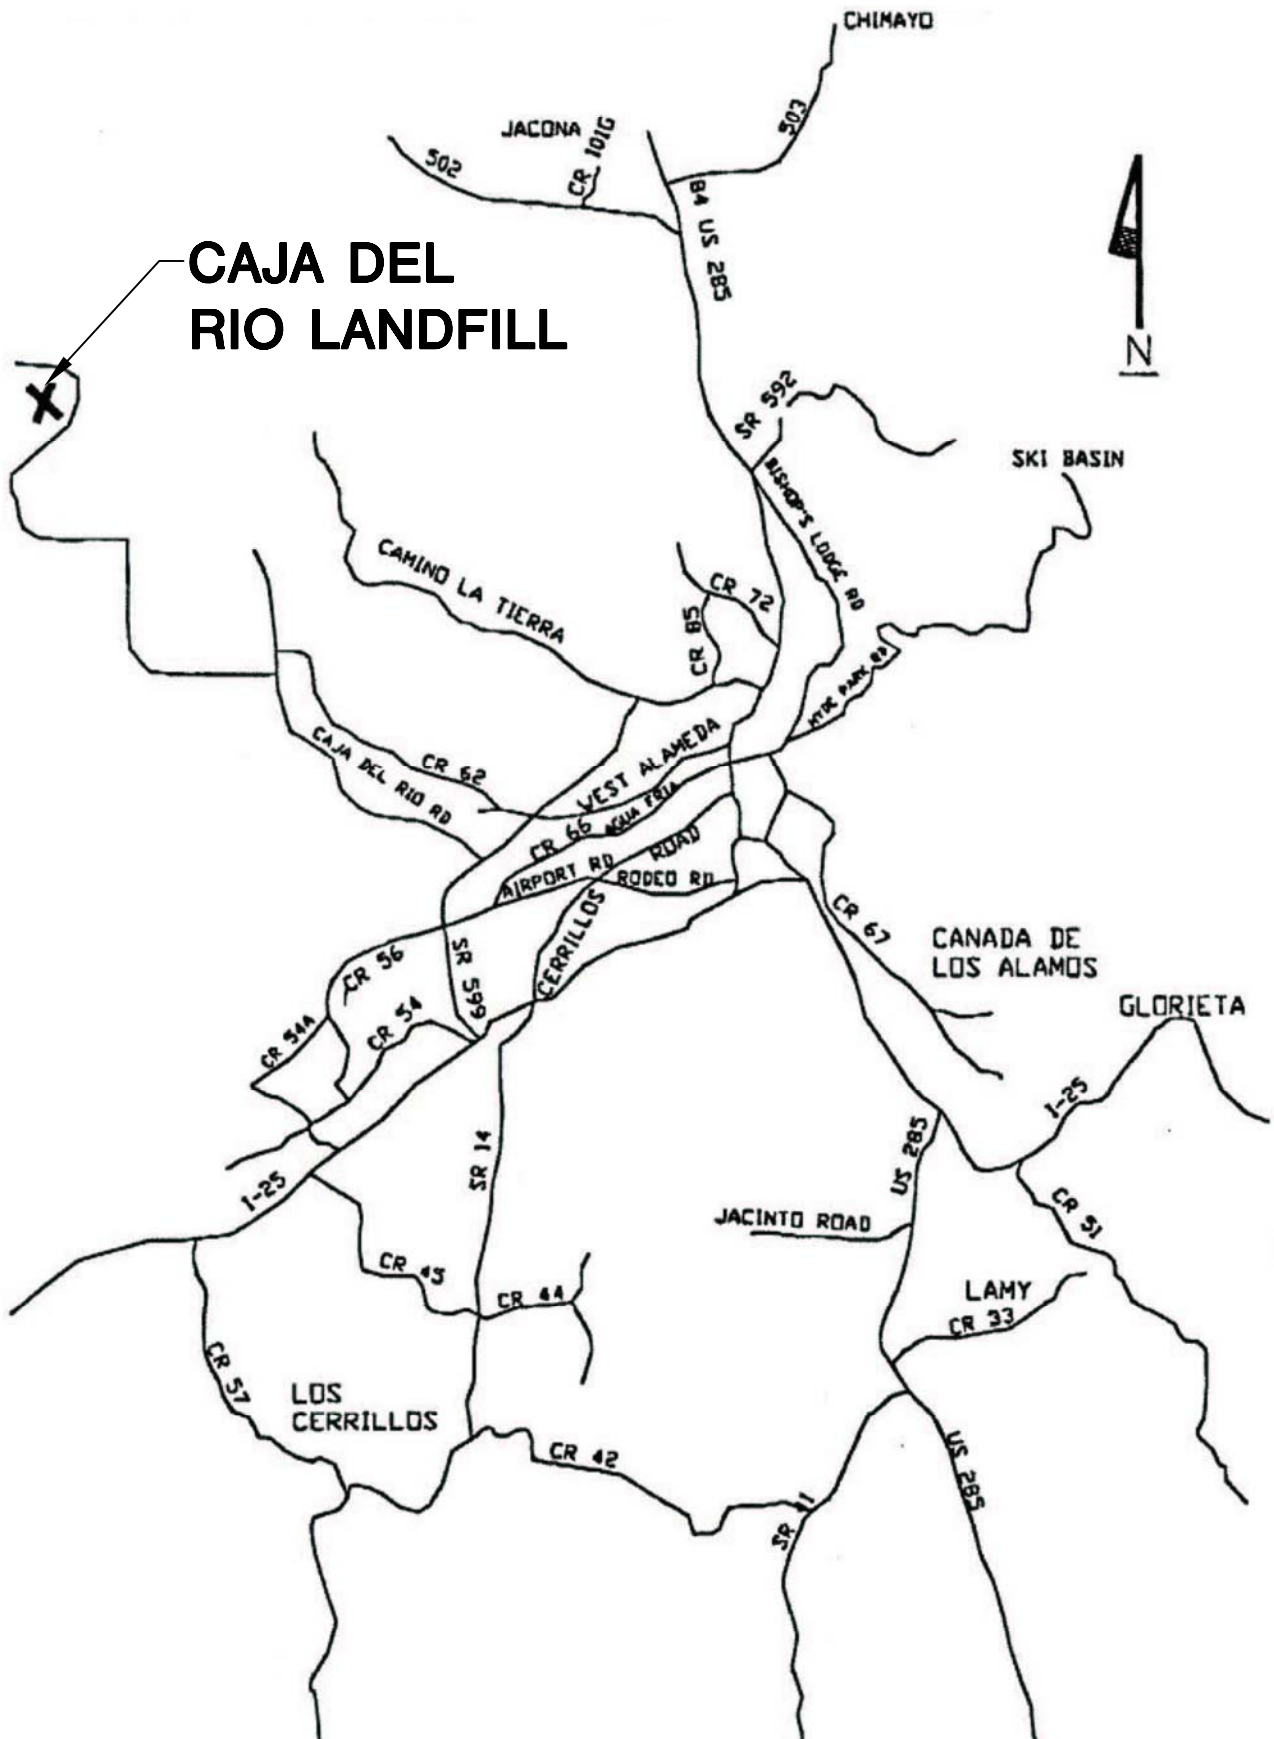 CHIMAYO
503
JACONA
CR 101G
502
84 US 285
CAJA DEL
RIO LANDFILL
N
SR 592
SKI BASIN
BISHOP'S LODGE RD
CAMINO LA TIERRA
CR 72
CR 85
HYDE PARK RD
WEST ALAMEDA
CAJA DEL RIO RD
CR 62
CR 66
AGUA FRIA
AIRPORT RD
CERRILLOS ROAD
RODEO RD
CR 67
CANADA DE
LOS ALAMOS
CR 56
SR 599
CR 54
CR 54A
GLORIETA
I-25
SR 14
US 285
I-25
CR 51
JACINTO ROAD
CR 45
CR 44
LAMY
CR 33
CR 57
LOS
CERRILLOS
CR 42
US 285
SR 41